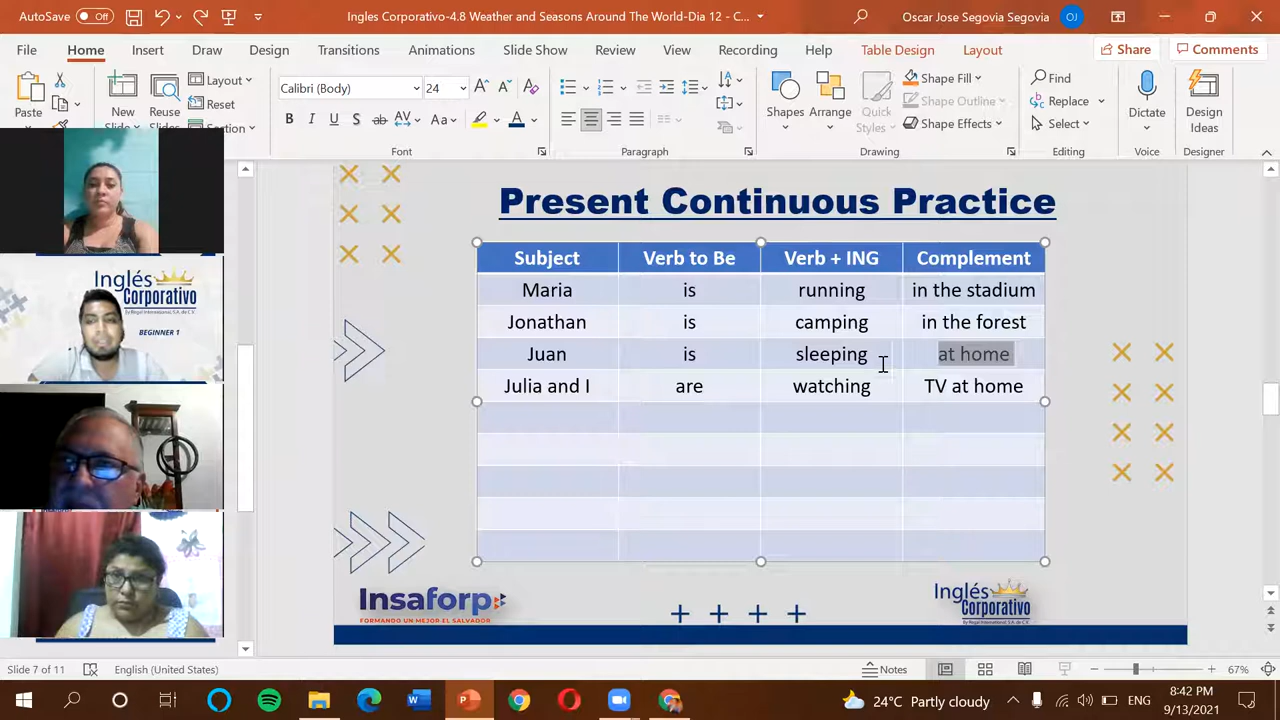 AutoSave Off Ingles Corporativo-4.8 Weather and Seasons Around The World-Dia 12 - C... Oscar Jose Segovia Segovia OJ
File Home Insert Draw Design Transitions Animations Slide Show Review View Recording Help Table Design Layout Share Comments
Paste New Reuse Layout Reset Section Slides Calibri (Body) 24 Shapes Arrange Quick Styles Shape Fill Shape Outline Shape Effects Find Replace Select Dictate Design Ideas
Font Paragraph Drawing Editing Voice Designer
Inglés Corporativo
BEGINNER 1
Present Continuous Practice
Subject Verb to Be Verb + ING Complement
Maria is running in the stadium
Jonathan is camping in the forest
Juan is sleeping at home
Julia and I are watching TV at home
Insaforp
FORMANDO UN MEJOR EL SALVADOR
Inglés Corporativo
Slide 7 of 11 English (United States) Notes 67%
24°C Partly cloudy ENG 8:42 PM
9/13/2021